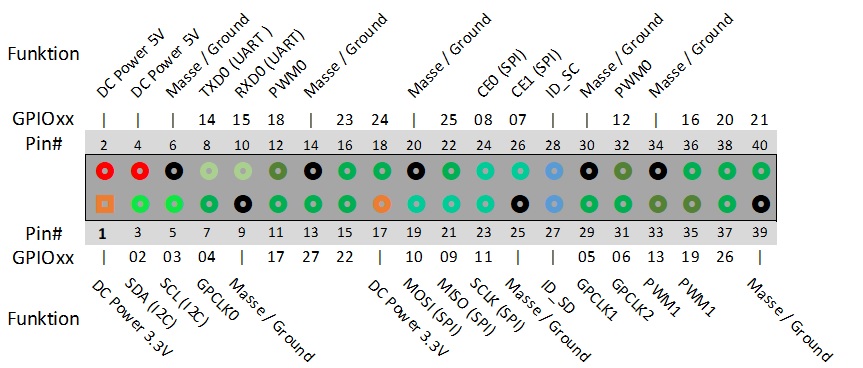 Funktion DC Power 5V DC Power 5V Masse / Ground TXD0 (UART ) RXD0 (UART) PWM0 Masse / Ground Masse / Ground CE0 (SPI) CE1 (SPI) ID_SC Masse / Ground PWM0 Masse / Ground
GPIOxx | | | 14 15 18 | 23 24 | 25 08 07 | | 12 | 16 20 21
Pin# 2 4 6 8 10 12 14 16 18 20 22 24 26 28 30 32 34 36 38 40
Pin# 1 3 5 7 9 11 13 15 17 19 21 23 25 27 29 31 33 35 37 39
GPIOxx | 02 03 04 | 17 27 22 | 10 09 11 | | 05 06 13 19 26 |
Funktion DC Power 3.3V SDA (I2C) SCL (I2C) GPCLK0 Masse / Ground DC Power 3.3V MOSI (SPI) MISO (SPI) SCLK (SPI) Masse / Ground ID_SD GPCLK1 GPCLK2 PWM1 PWM1 Masse / Ground